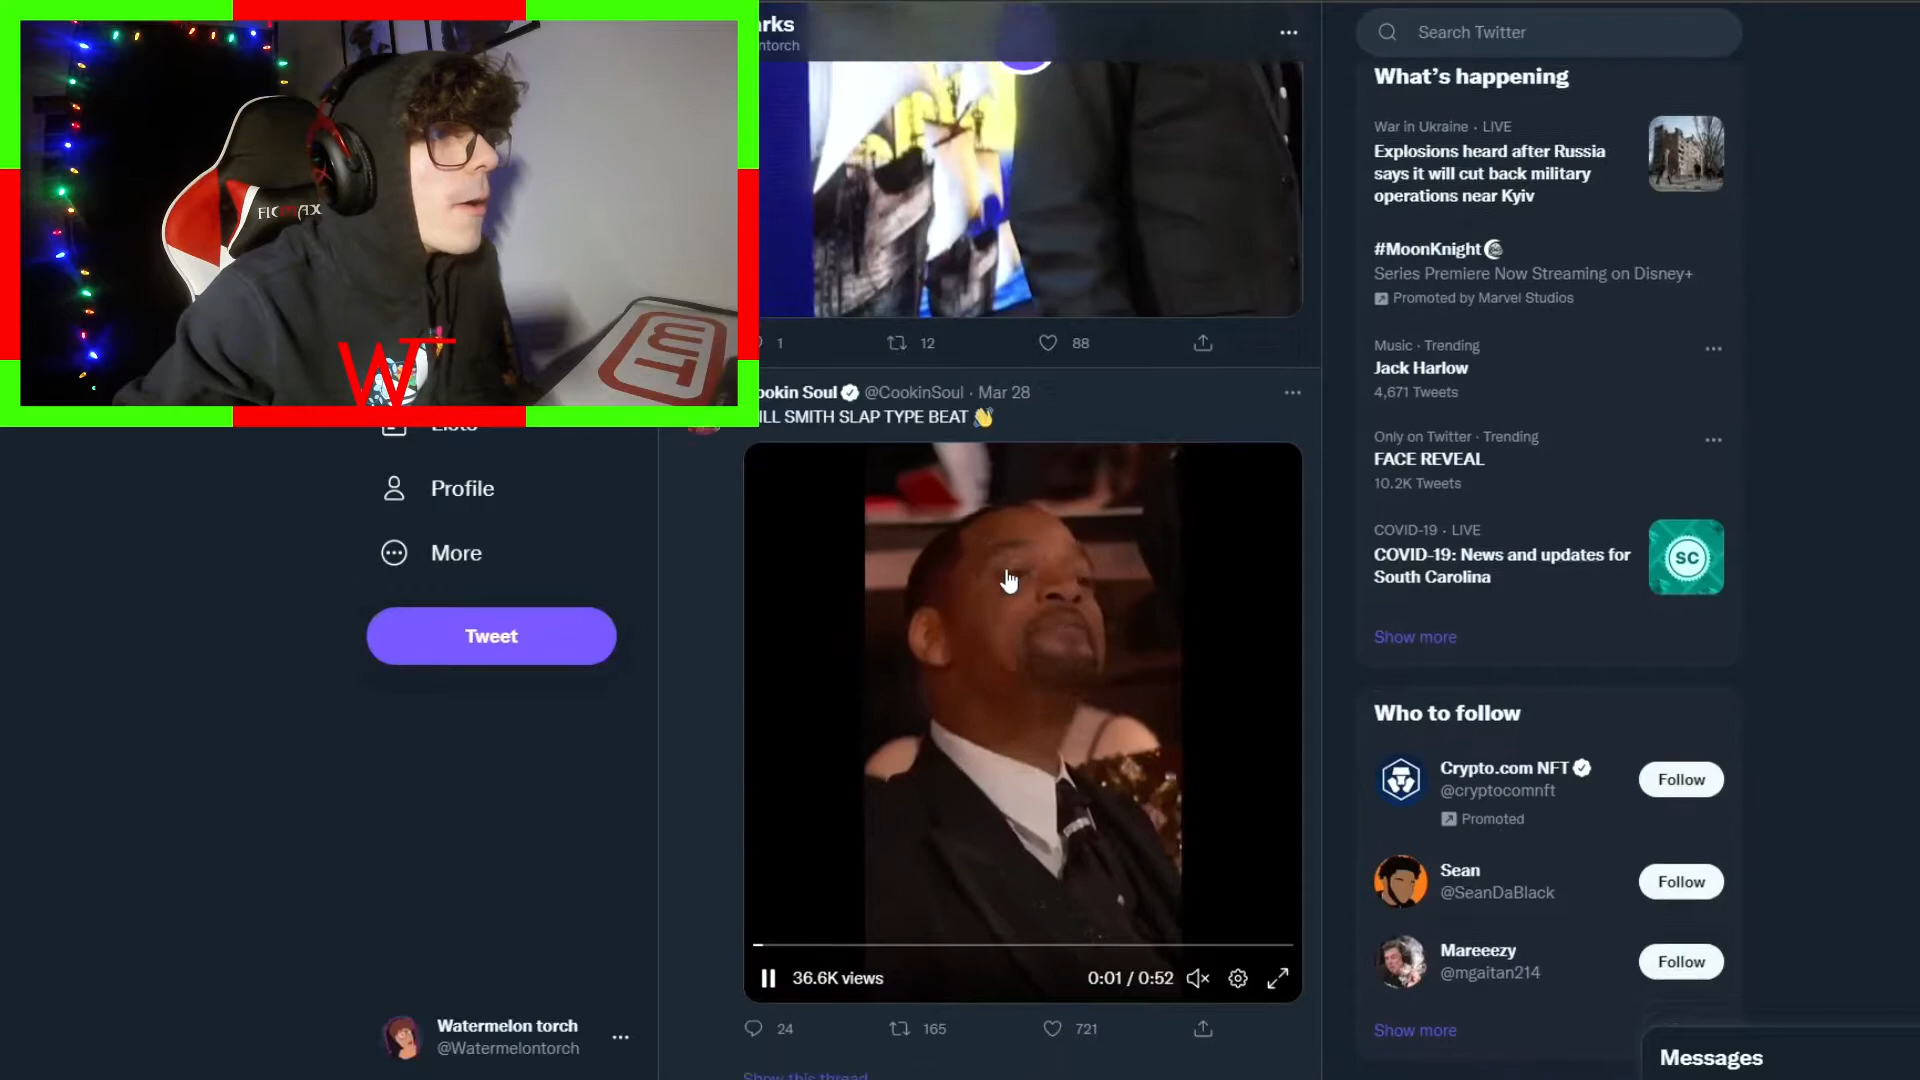 arks
ntorch
Search Twitter
What's happening
War in Ukraine · LIVE
Explosions heard after Russia
says it will cut back military
operations near Kyiv
#MoonKnight
Series Premiere Now Streaming on Disney+
Promoted by Marvel Studios
Music · Trending
Jack Harlow
4,671 Tweets
Only on Twitter · Trending
FACE REVEAL
10.2K Tweets
COVID-19 · LIVE
COVID-19: News and updates for
South Carolina
SC
Show more
Who to follow
Crypto.com NFT
@cryptocomnft
Promoted
Follow
Sean
@SeanDaBlack
Follow
Mareeezy
@mgaitan214
Follow
Show more
Messages
WT
1 12 88
ookin Soul @CookinSoul · Mar 28
ILL SMITH SLAP TYPE BEAT 👋
36.6K views 0:01 / 0:52
24 165 721
Show this thread
Lists
Profile
More
Tweet
Watermelon torch
@Watermelontorch